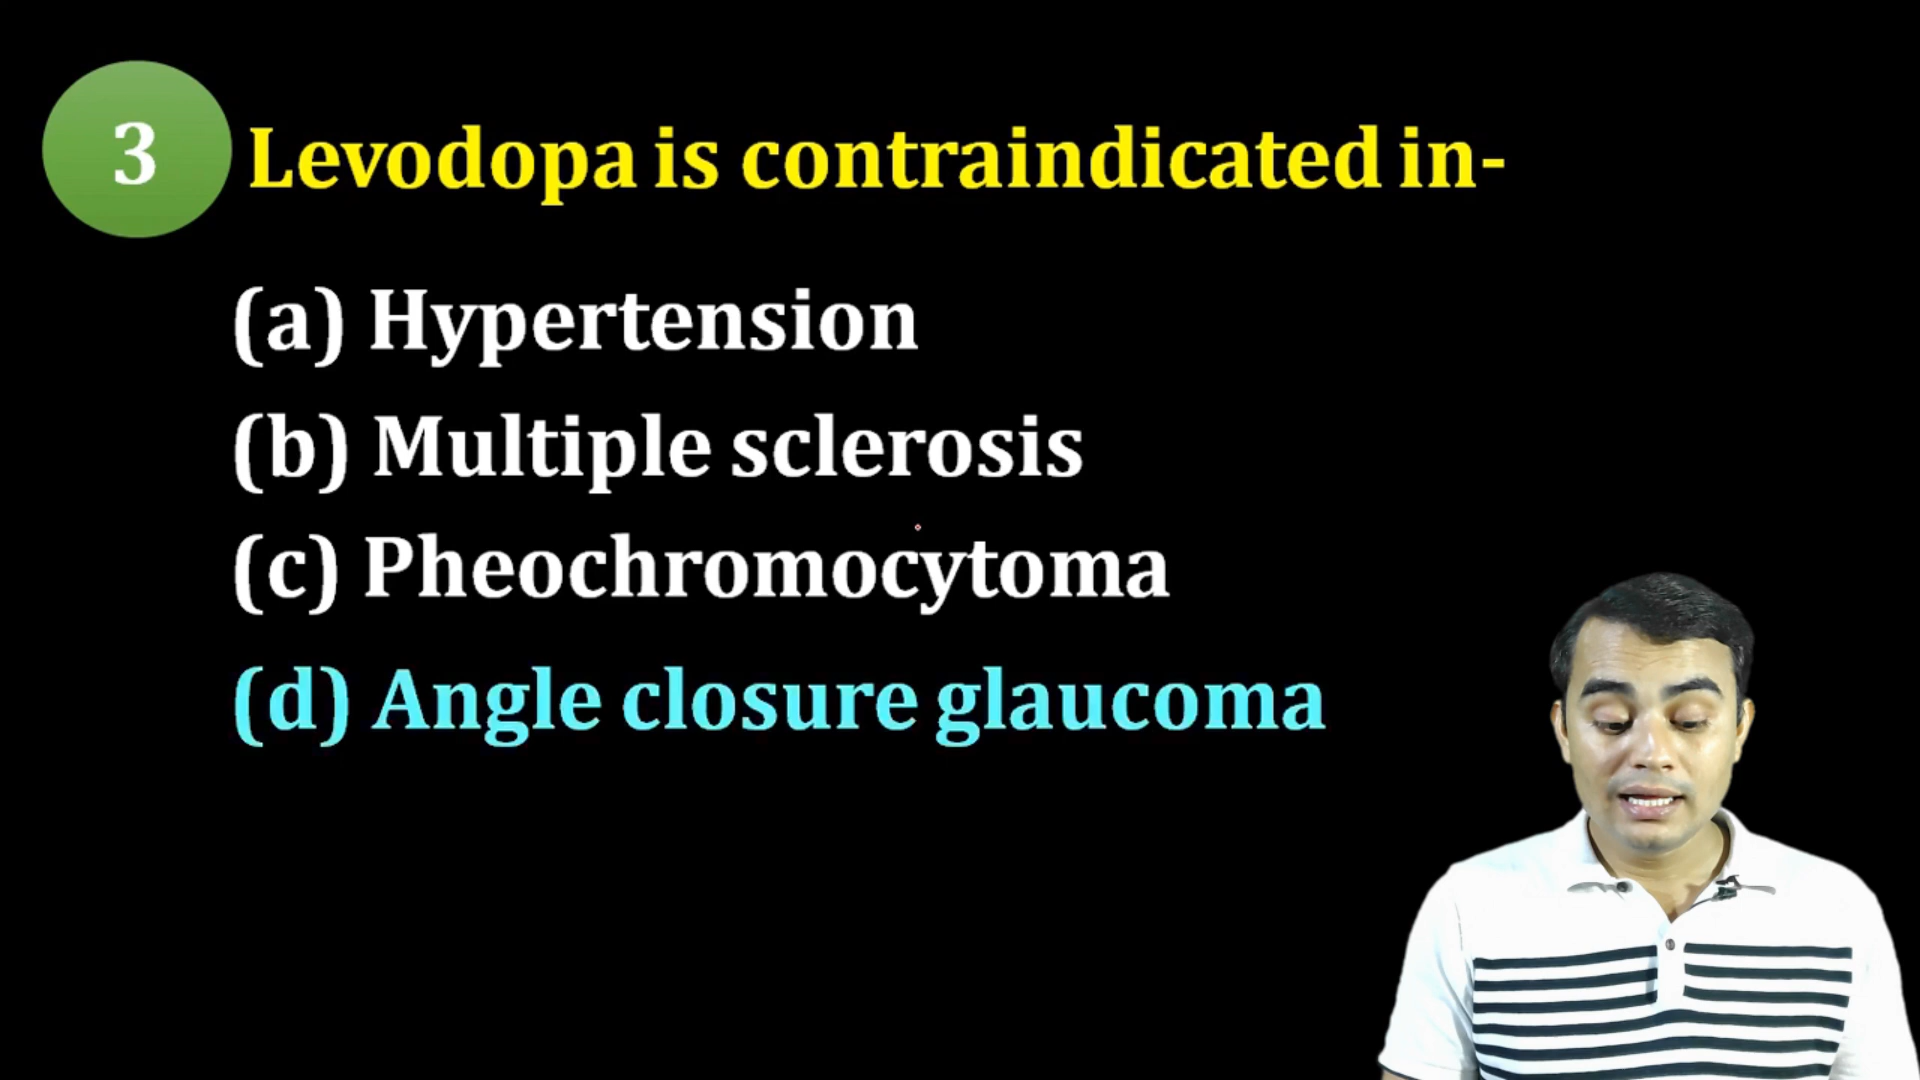 3 Levodopa is contraindicated in-
(a) Hypertension
(b) Multiple sclerosis
(c) Pheochromocytoma
(d) Angle closure glaucoma